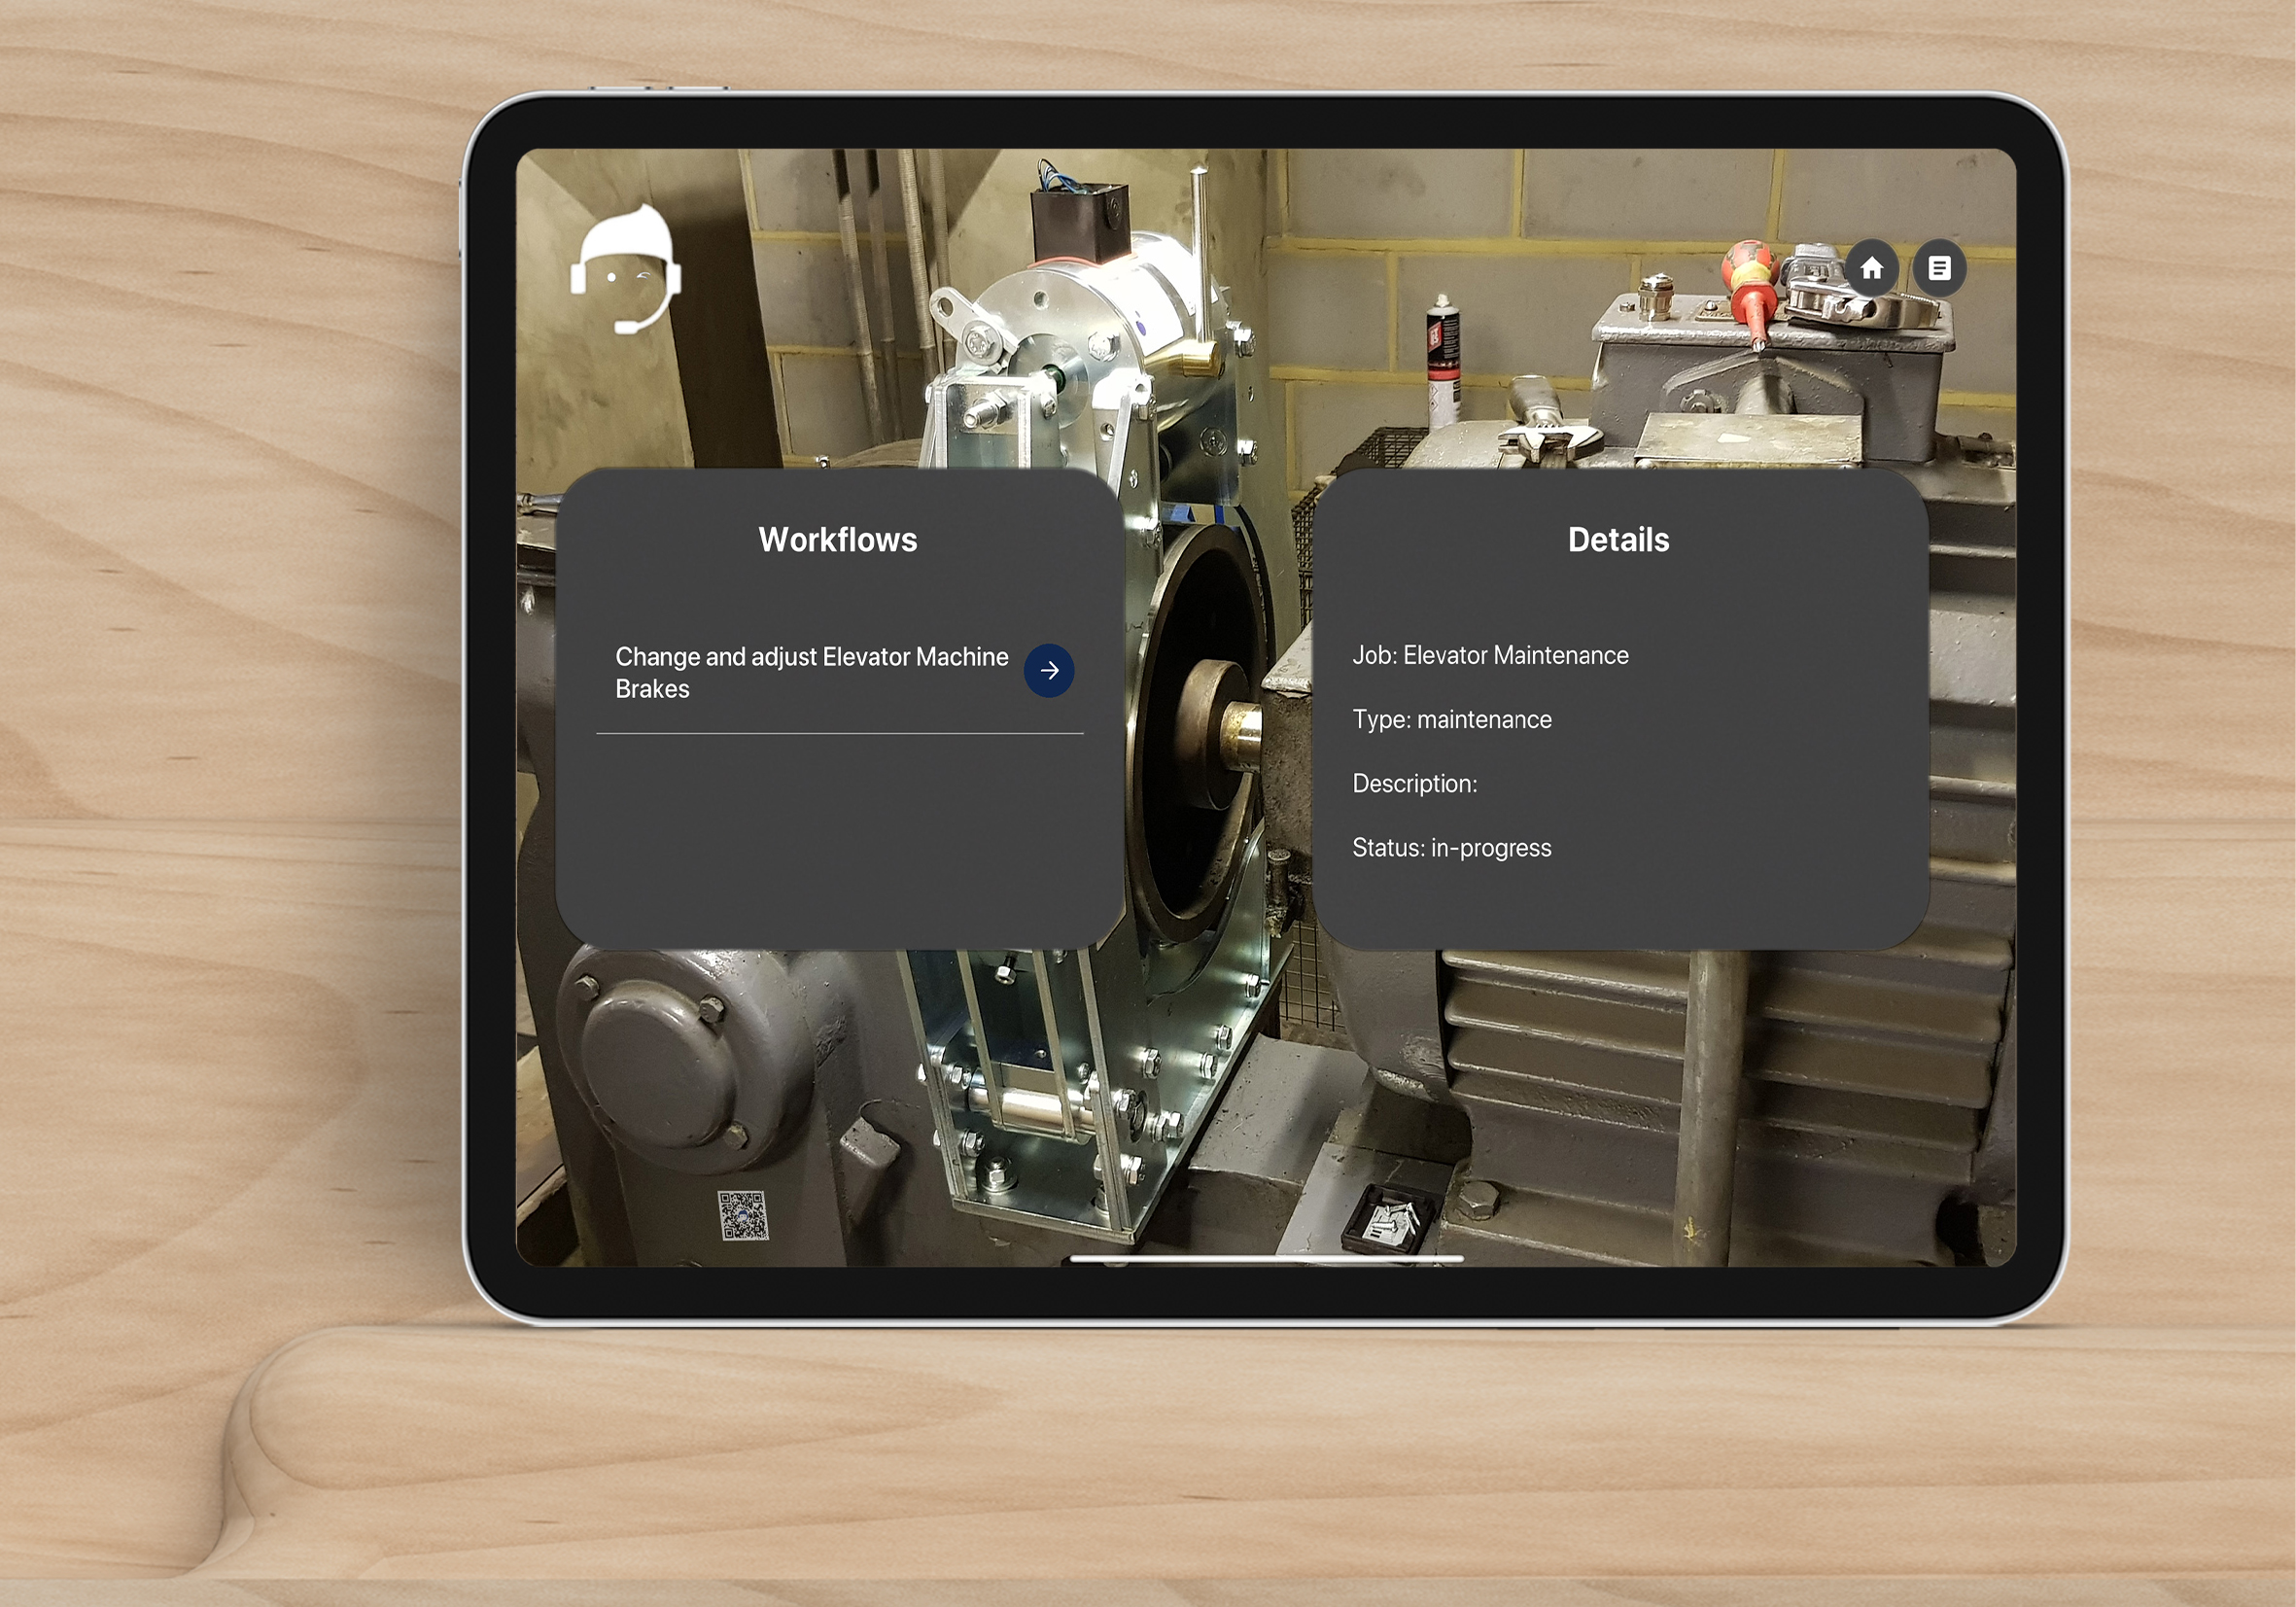 Workflows
Change and adjust Elevator Machine
Brakes
Details
Job: Elevator Maintenance
Type: maintenance
Description:
Status: in-progress